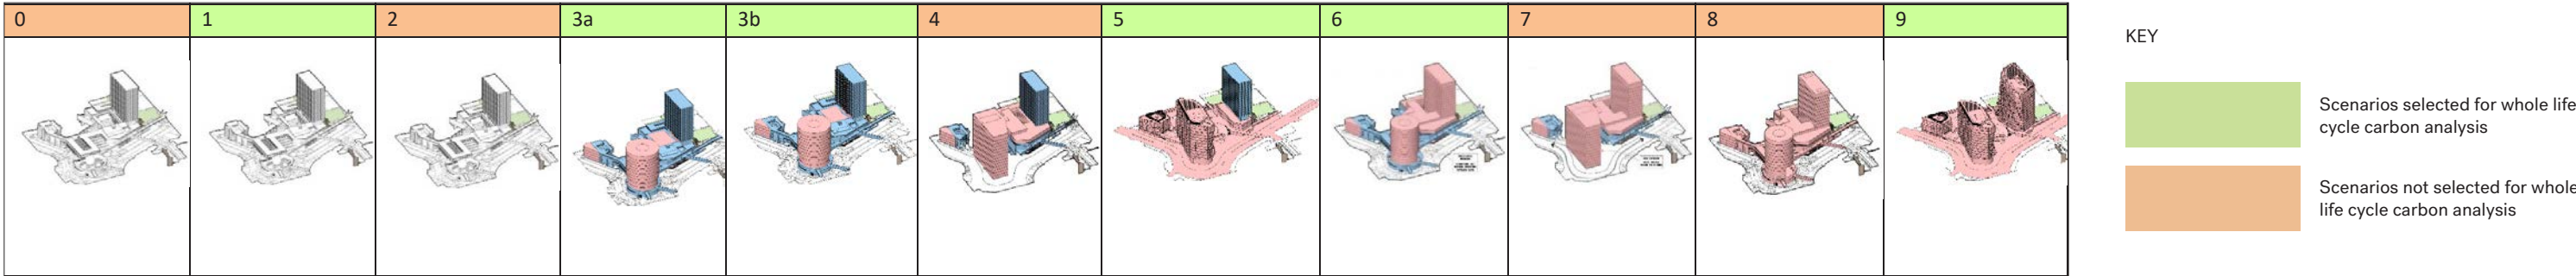 0 1 2 3a 3b 4 5 6 7 8 9
KEY
Scenarios selected for whole life
cycle carbon analysis
Scenarios not selected for whole
life cycle carbon analysis